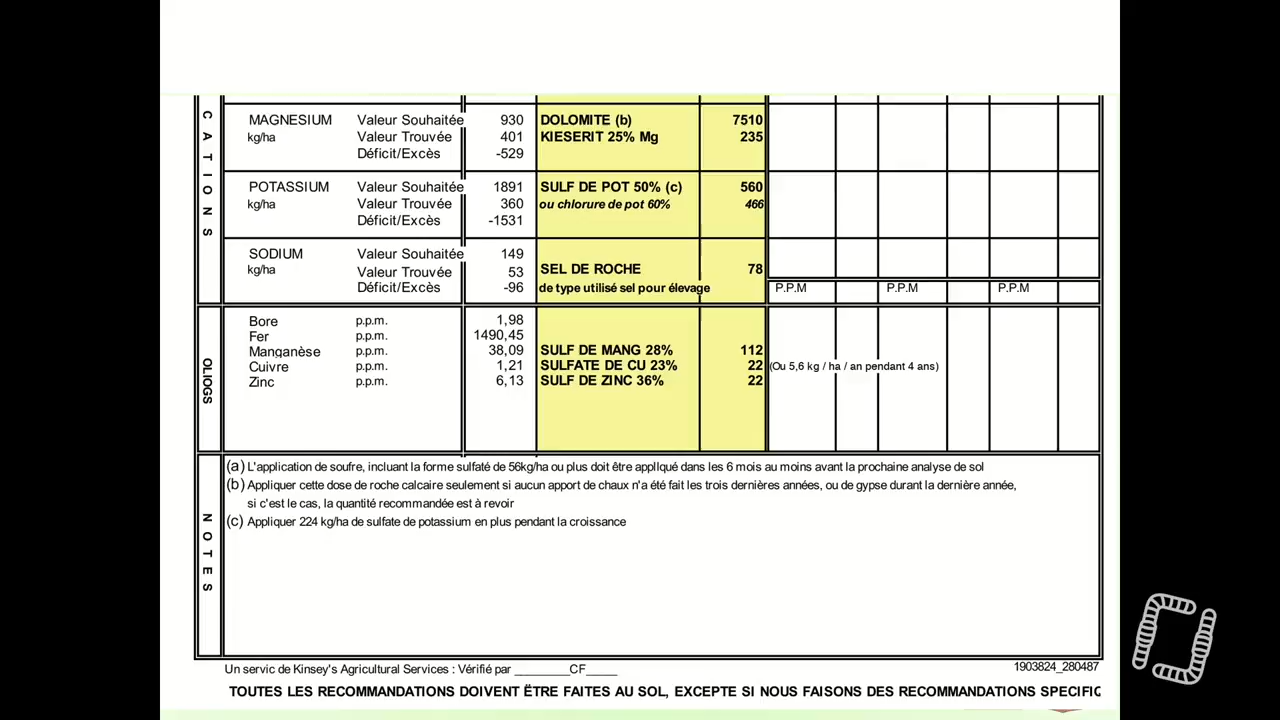 CATIONS
MAGNESIUM Valeur Souhaitée 930 DOLOMITE (b) 7510
kg/ha Valeur Trouvée 401 KIESERIT 25% Mg 235
Déficit/Excès -529
POTASSIUM Valeur Souhaitée 1891 SULF DE POT 50% (c) 560
kg/ha Valeur Trouvée 360 ou chlorure de pot 60% 466
Déficit/Excès -1531
SODIUM Valeur Souhaitée 149
kg/ha Valeur Trouvée 53 SEL DE ROCHE 78
Déficit/Excès -96 de type utilisé sel pour élevage P.P.M P.P.M P.P.M
OLIOGS
Bore p.p.m. 1,98
Fer p.p.m. 1490,45
Manganèse p.p.m. 38,09 SULF DE MANG 28% 112
Cuivre p.p.m. 1,21 SULFATE DE CU 23% 22 (Ou 5,6 kg / ha / an pendant 4 ans)
Zinc p.p.m. 6,13 SULF DE ZINC 36% 22
NOTES
(a) L'application de soufre, incluant la forme sulfaté de 56kg/ha ou plus doit être appllqué dans les 6 mois au moins avant la prochaine analyse de sol
(b) Appliquer cette dose de roche calcaire seulement si aucun apport de chaux n'a été fait les trois dernières années, ou de gypse durant la dernière année,
si c'est le cas, la quantité recommandée est à revoir
(c) Appliquer 224 kg/ha de sulfate de potassium en plus pendant la croissance
Un servic de Kinsey's Agricultural Services : Vérifié par _________CF_____ 1903824_280487
TOUTES LES RECOMMANDATIONS DOIVENT ËTRE FAITES AU SOL, EXCEPTE SI NOUS FAISONS DES RECOMMANDATIONS SPECIFIC